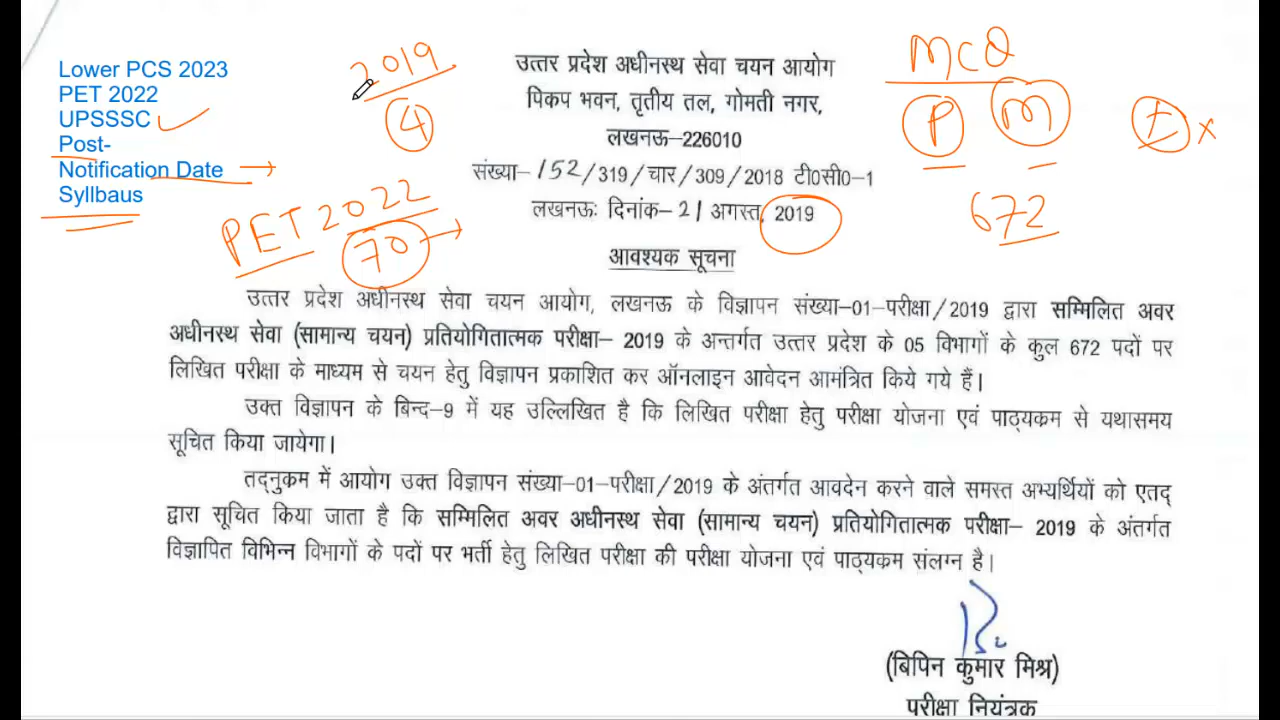 Lower PCS 2023
PET 2022
UPSSSC
Post-
Notification Date
Syllbaus
2019
4
PET 2022
70
MCQ
P M
I x
672
उत्तर प्रदेश अधीनस्थ सेवा चयन आयोग
पिकप भवन, तृतीय तल, गोमती नगर,
लखनऊ-226010
संख्या-152/319/चार/309/2018 टी0सी0-1
लखनऊः दिनांक-21 अगस्त, 2019
आवश्यक सूचना
उत्तर प्रदेश अधीनस्थ सेवा चयन आयोग, लखनऊ के विज्ञापन संख्या-01-परीक्षा/2019 द्वारा सम्मिलित अवर
अधीनस्थ सेवा (सामान्य चयन) प्रतियोगितात्मक परीक्षा- 2019 के अन्तर्गत उत्तर प्रदेश के 05 विभागों के कुल 672 पदों पर
लिखित परीक्षा के माध्यम से चयन हेतु विज्ञापन प्रकाशित कर ऑनलाइन आवेदन आमंत्रित किये गये हैं।
उक्त विज्ञापन के बिन्द-9 में यह उल्लिखित है कि लिखित परीक्षा हेतु परीक्षा योजना एवं पाठ्यक्रम से यथासमय
सूचित किया जायेगा।
तद्नुक्रम में आयोग उक्त विज्ञापन संख्या-01-परीक्षा/2019 के अंतर्गत आवदेन करने वाले समस्त अभ्यर्थियों को एतद्
द्वारा सूचित किया जाता है कि सम्मिलित अवर अधीनस्थ सेवा (सामान्य चयन) प्रतियोगितात्मक परीक्षा- 2019 के अंतर्गत
विज्ञापित विभिन्न विभागों के पदों पर भर्ती हेतु लिखित परीक्षा की परीक्षा योजना एवं पाठ्यक्रम संलग्न है।
(बिपिन कुमार मिश्र)
परीक्षा नियंत्रक